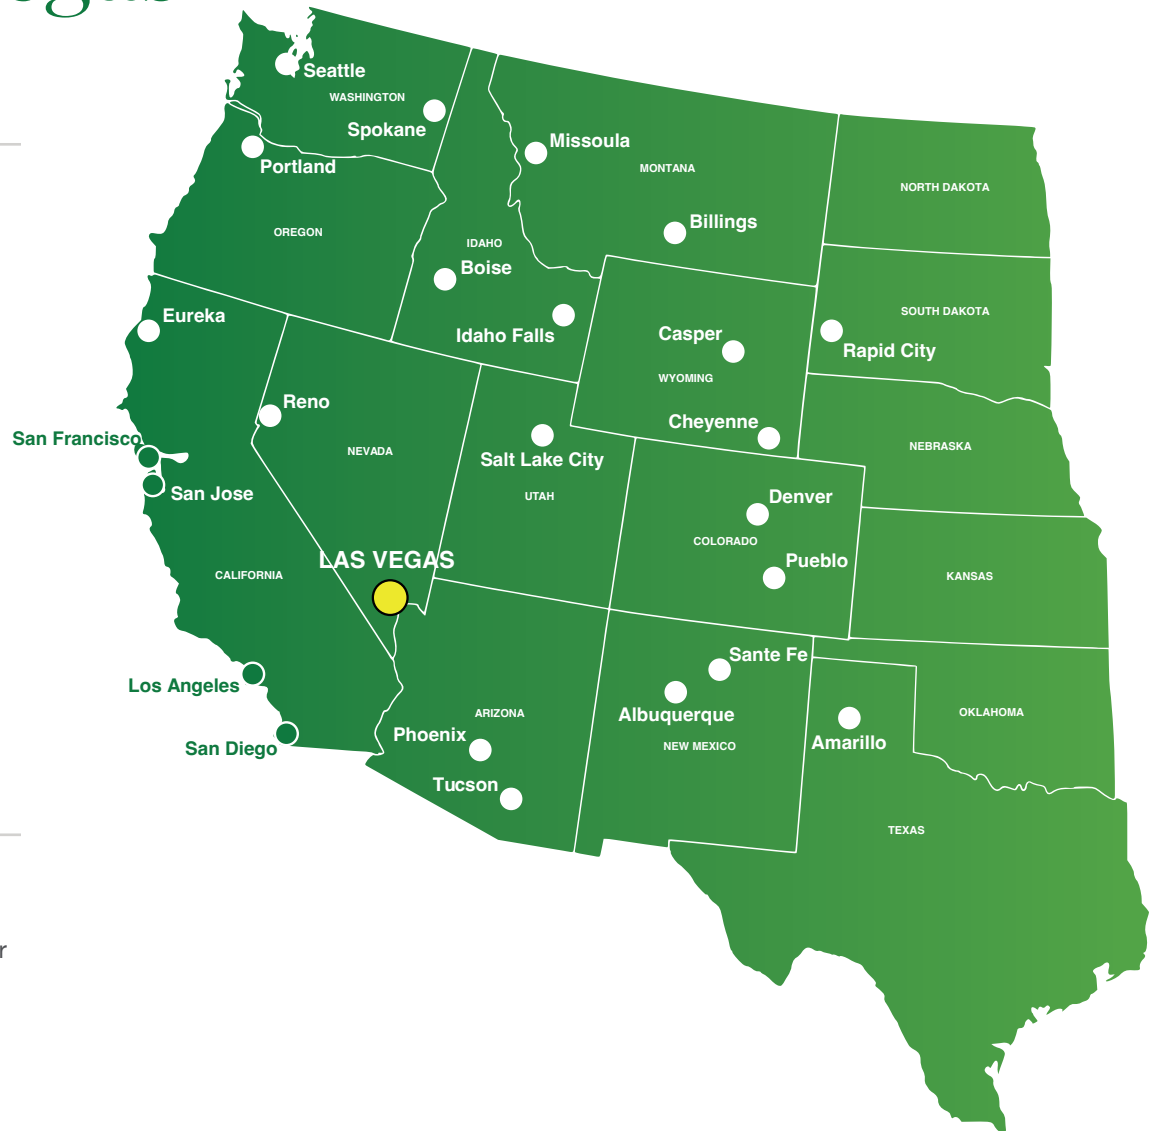 Seattle
WASHINGTON
Spokane
Missoula
Portland
MONTANA
NORTH DAKOTA
Billings
OREGON
IDAHO
Boise
SOUTH DAKOTA
Eureka
Idaho Falls
Casper
Rapid City
WYOMING
Reno
Cheyenne
San Francisco
NEVADA
NEBRASKA
Salt Lake City
San Jose
UTAH
Denver
COLORADO
LAS VEGAS
Pueblo
CALIFORNIA
KANSAS
Sante Fe
Los Angeles
ARIZONA
Albuquerque
OKLAHOMA
Phoenix
NEW MEXICO
Amarillo
San Diego
Tucson
TEXAS
r